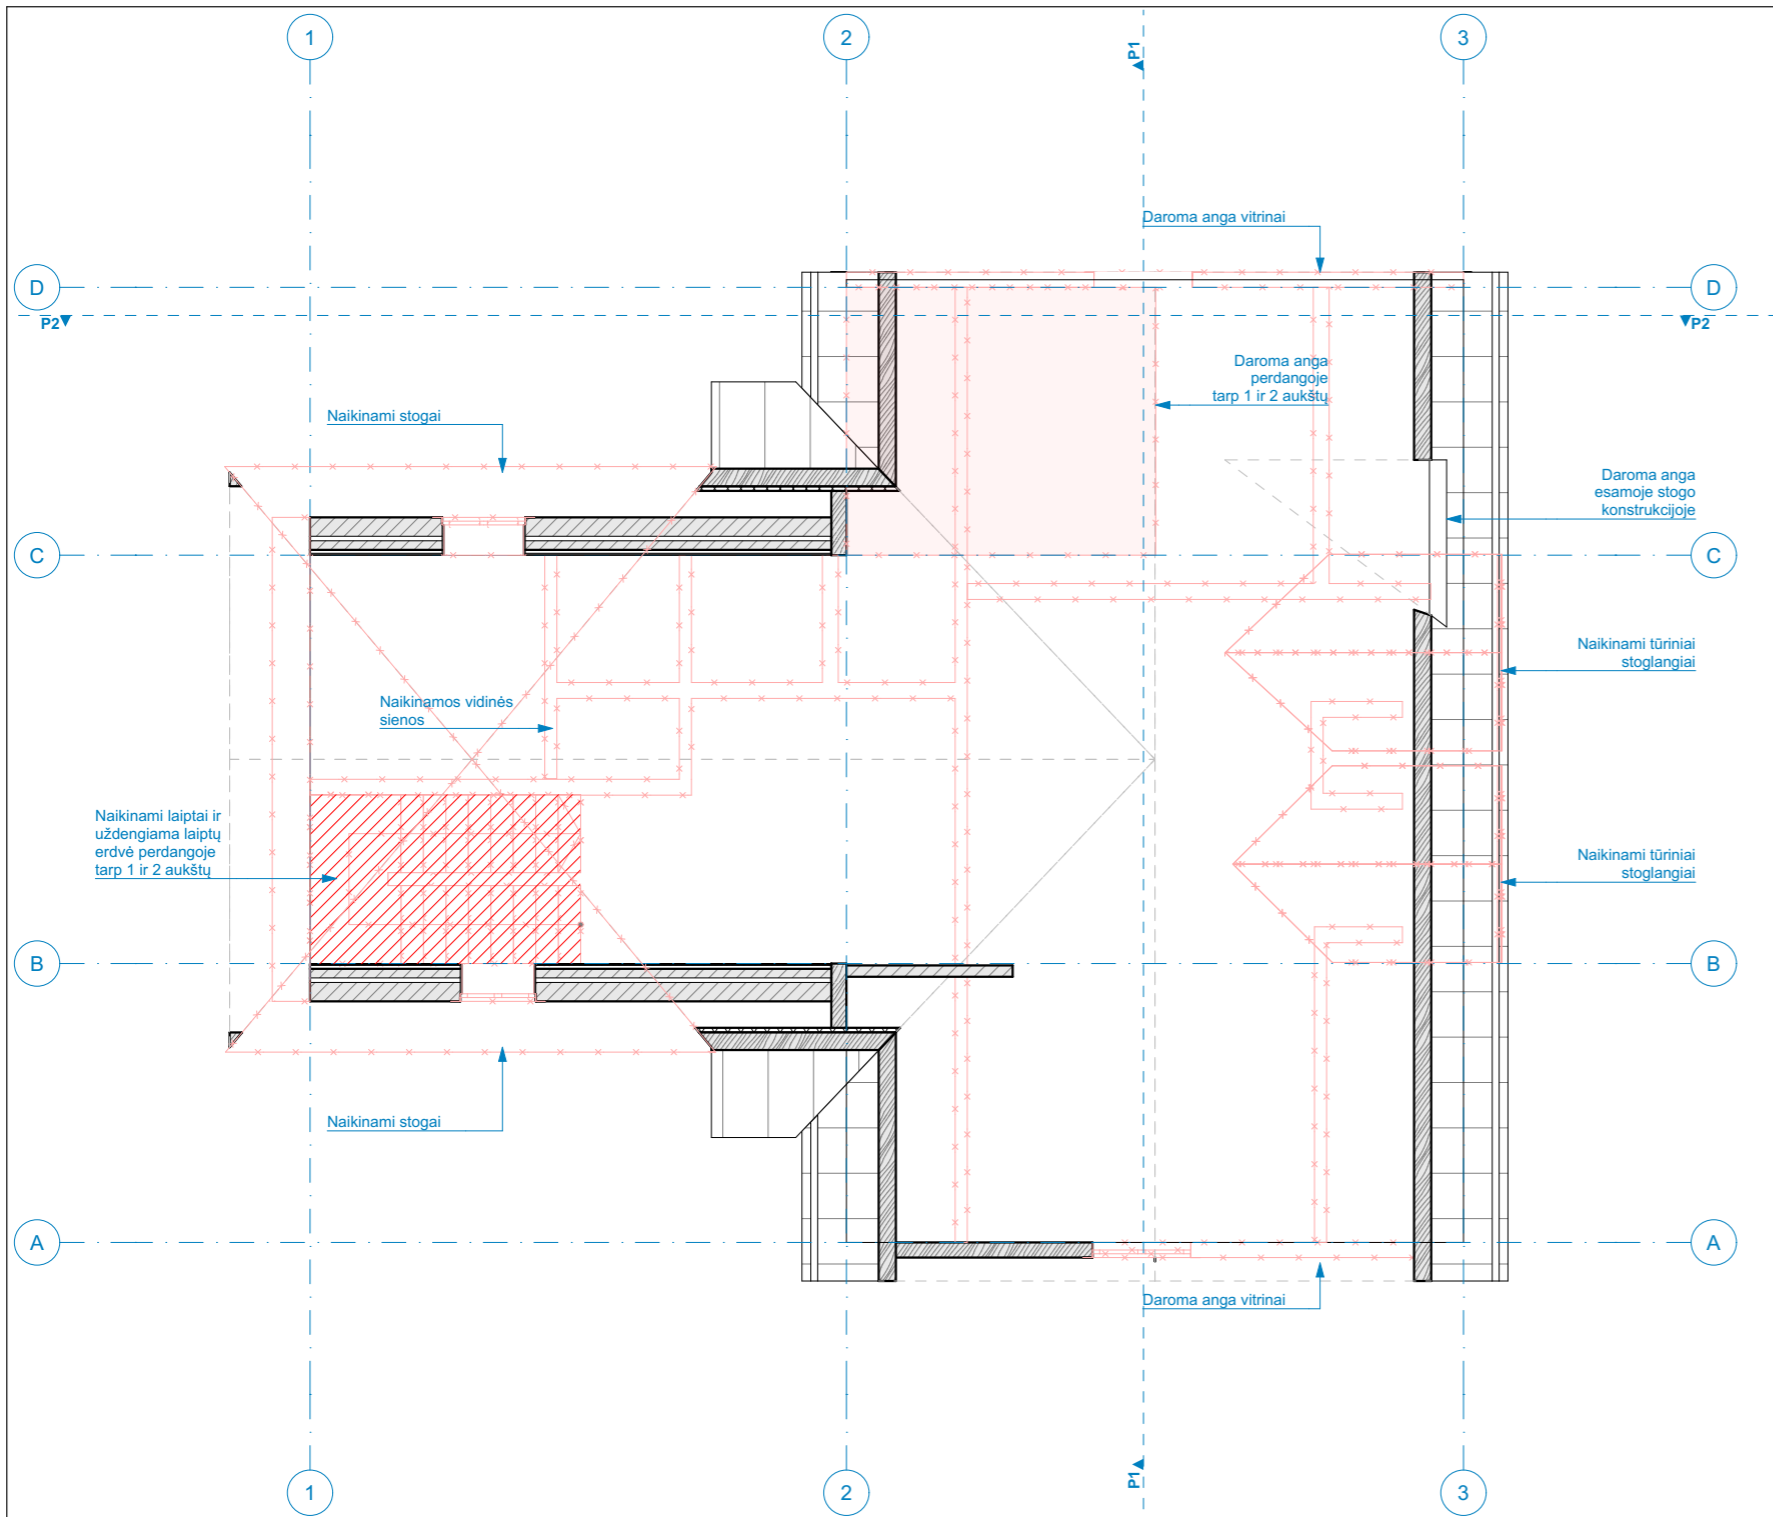 1
2
P1
3
Daroma anga vitrinai
D
D
P2
P2
Daroma anga
perdangoje
tarp 1 ir 2 aukštų
Naikinami stogai
Daroma anga
esamoje stogo
konstrukcijoje
C
C
Naikinami tūriniai
stoglangiai
Naikinamos vidinės
sienos
Naikinami laiptai ir
uždengiama laiptų
erdvė perdangoje
tarp 1 ir 2 aukštų
Naikinami tūriniai
stoglangiai
B
B
Naikinami stogai
A
A
Daroma anga vitrinai
P1
1
2
3